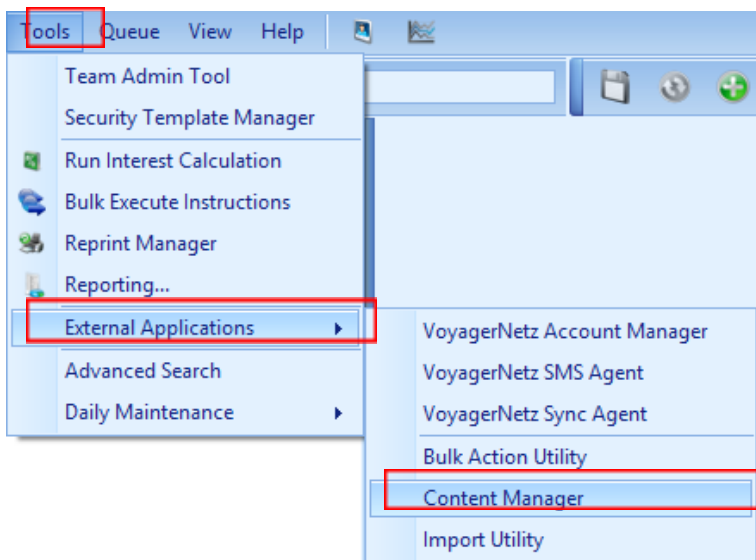 Tools Queue View Help
Team Admin Tool
Security Template Manager
Run Interest Calculation
Bulk Execute Instructions
Reprint Manager
Reporting...
External Applications
Advanced Search
Daily Maintenance
VoyagerNetz Account Manager
VoyagerNetz SMS Agent
VoyagerNetz Sync Agent
Bulk Action Utility
Content Manager
Import Utility